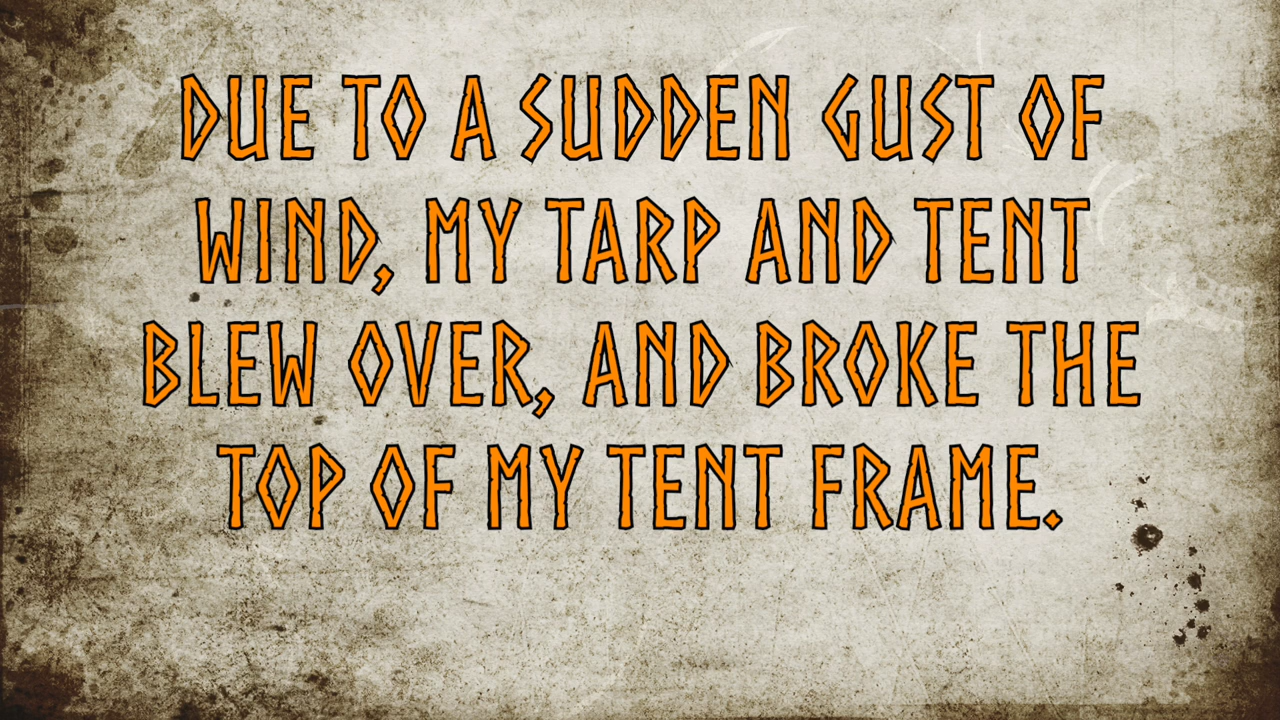 DUE TO A SUDDEN GUST OF
WIND, MY TARP AND TENT
BLEW OVER, AND BROKE THE
TOP OF MY TENT FRAME.